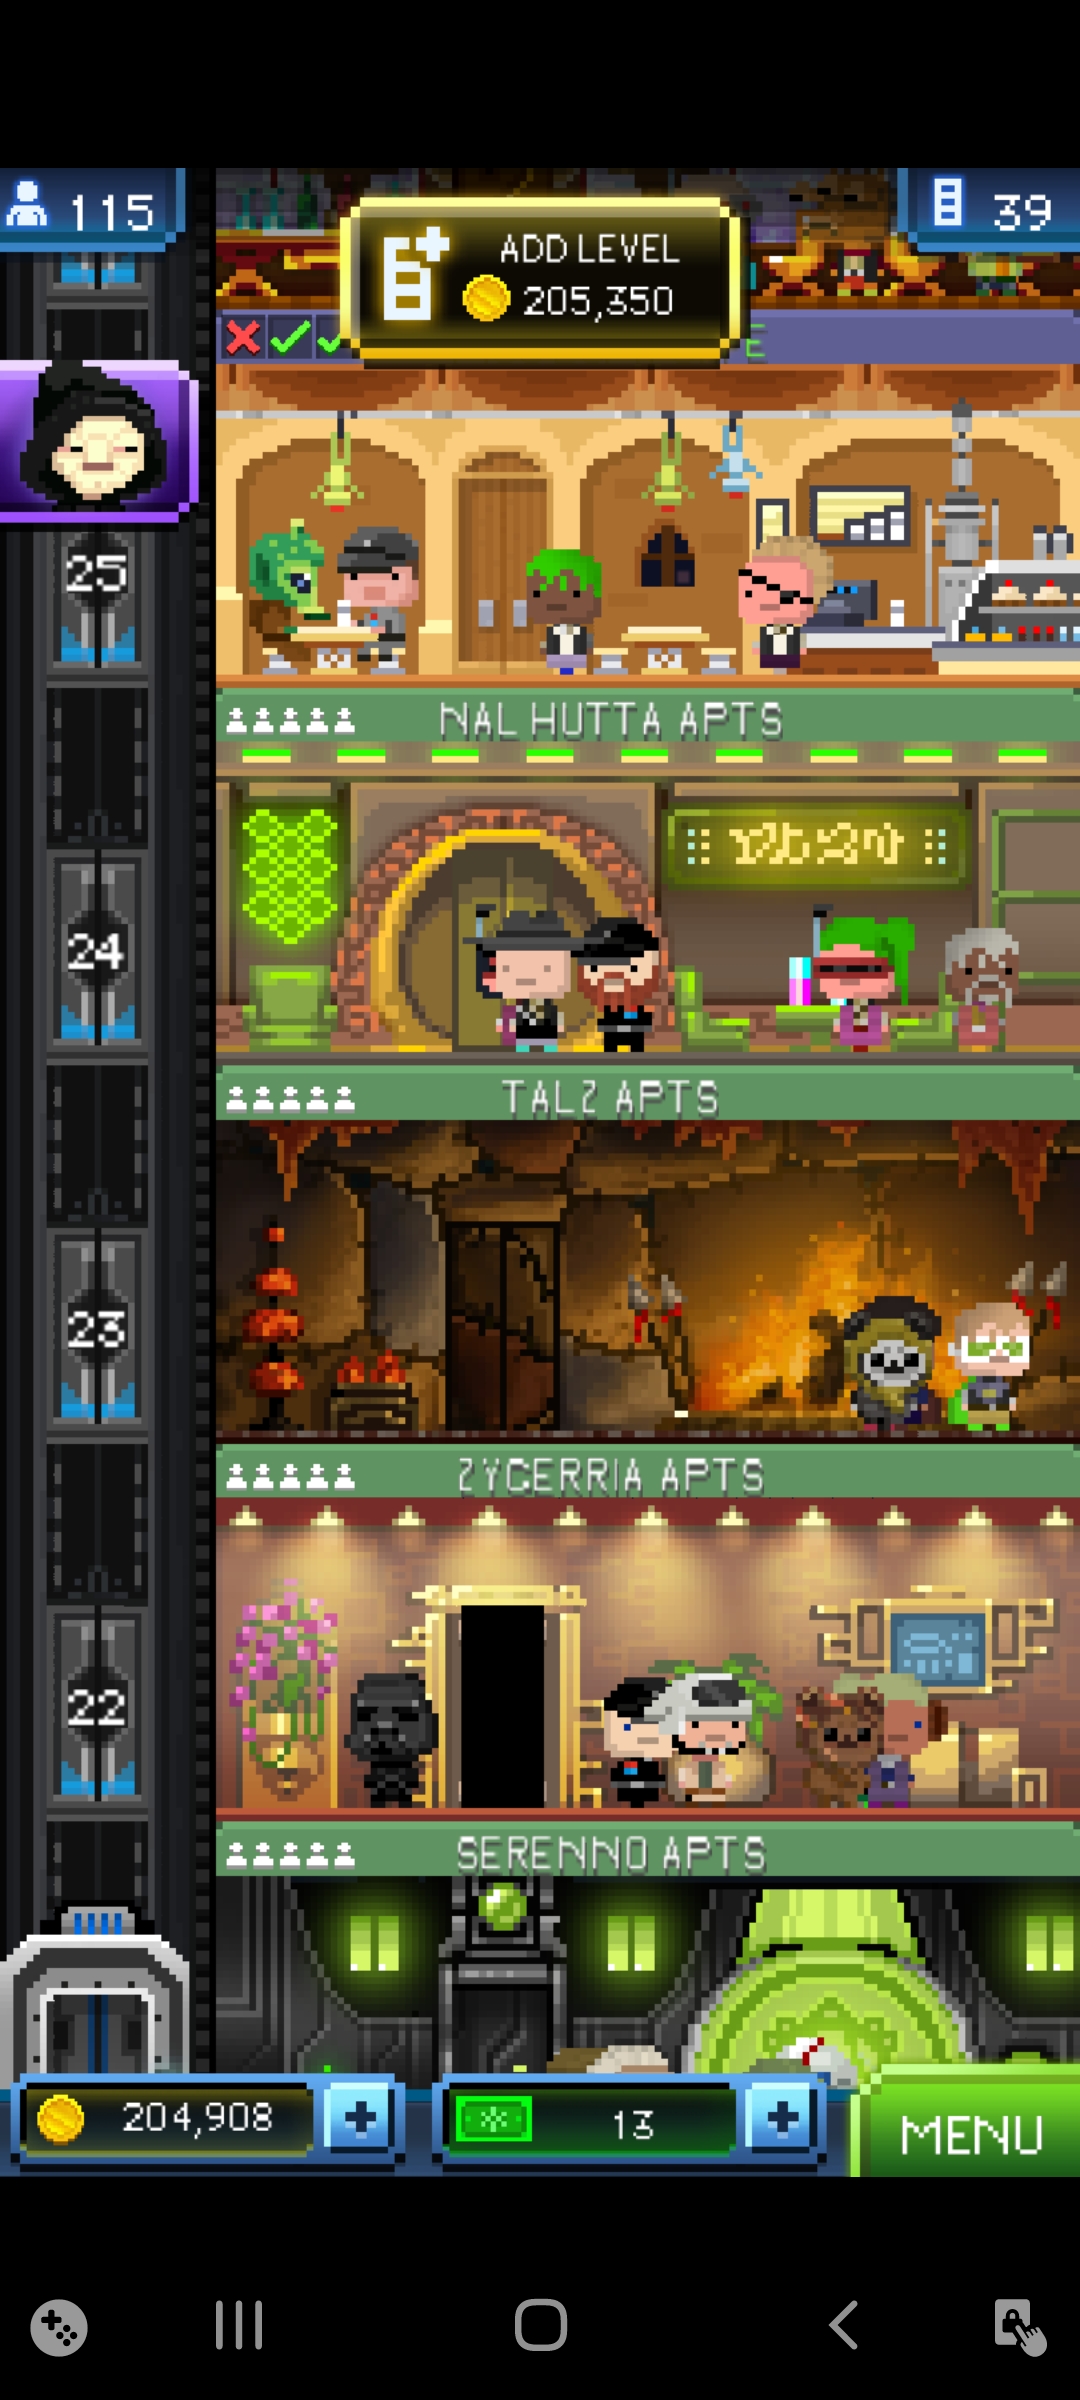 115
39
ADD LEVEL
205,350
E
25
NAL HUTTA APTS
24
TALZ APTS
23
ZYGERRIA APTS
22
SERENNO APTS
204,908
13
MENU